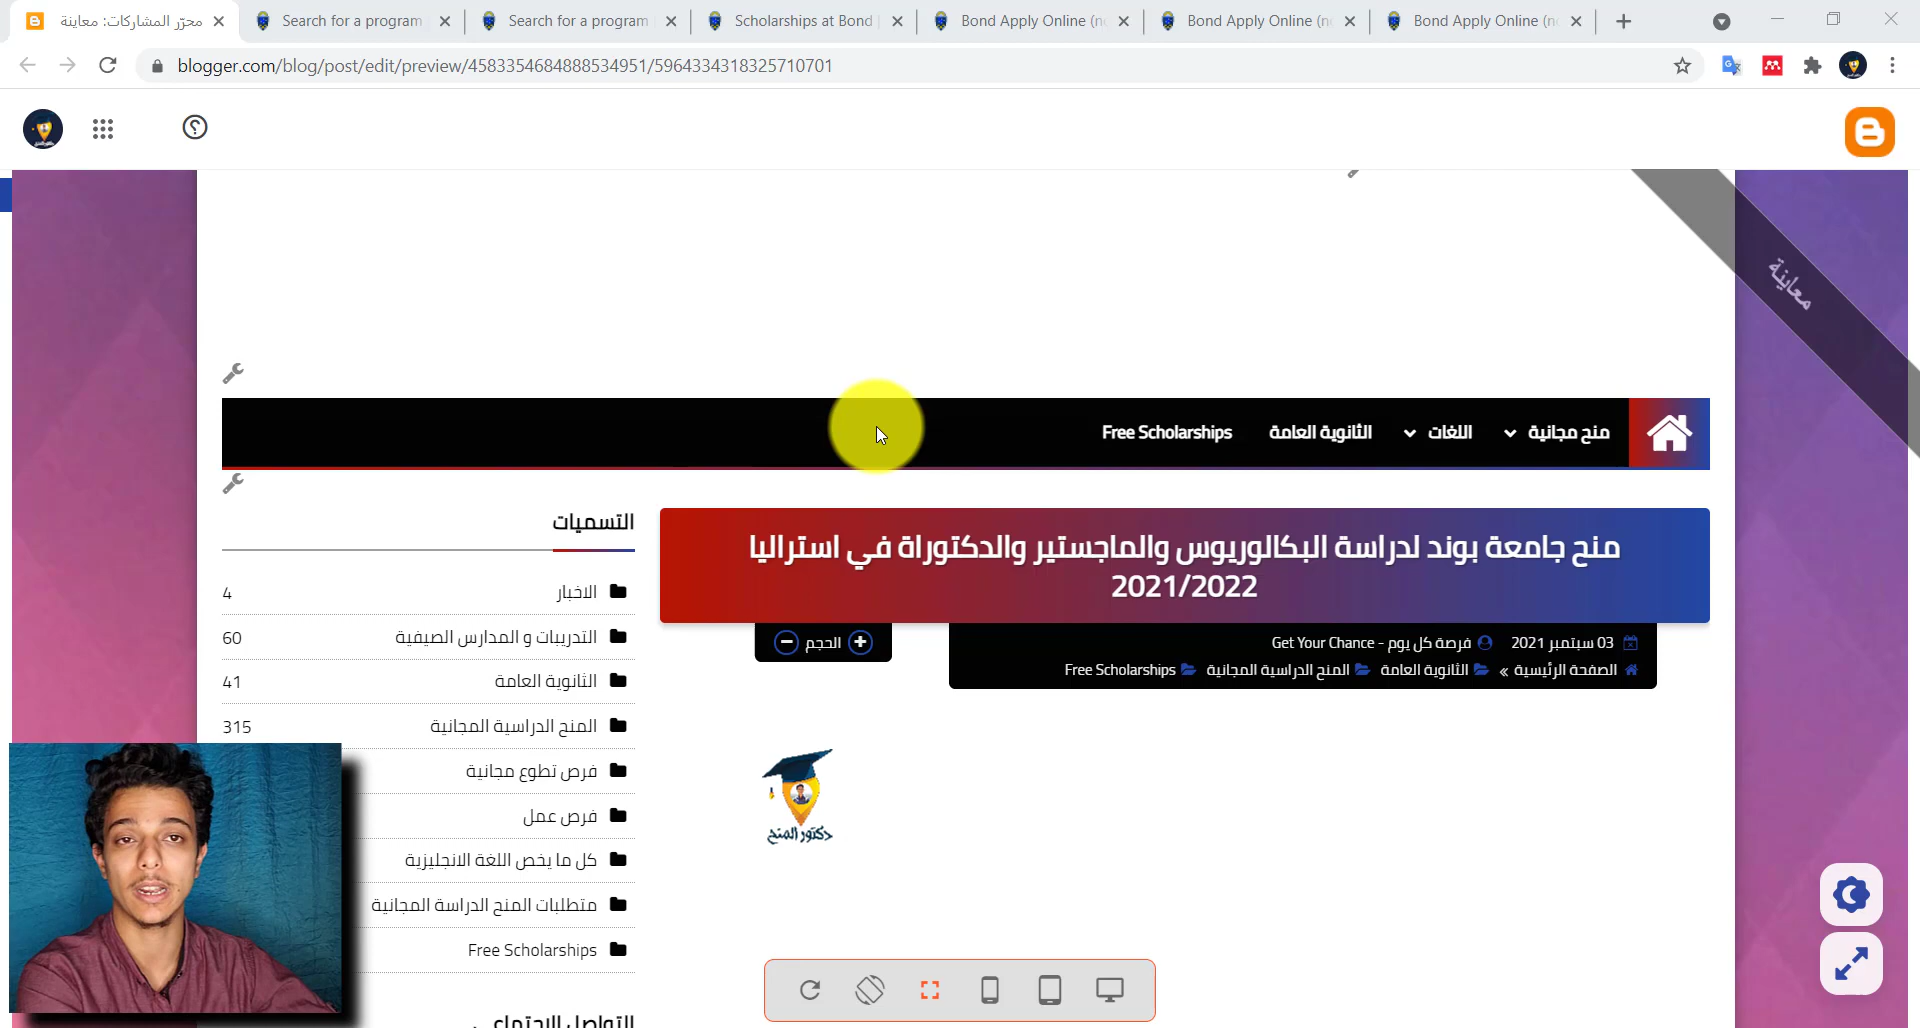 محرّر المشاركات: معاينة
Search for a program
Search for a program
Scholarships at Bond
Bond Apply Online (n
Bond Apply Online (n
Bond Apply Online (n
blogger.com/blog/post/edit/preview/4583354684888534951/5964334318325710701
معاينة
منح مجانية
اللغات
الثانوية العامة
Free Scholarships
منح جامعة بوند لدراسة البكالوريوس والماجستير والدكتوراة في استراليا
2021/2022
03 سبتمبر 2021
فرصة كل يوم - Get Your Chance
الحجم
الصفحة الرئيسية »
الثانوية العامة
المنح الدراسية المجانية
Free Scholarships
دكتور المنح
التسميات
الاخبار 4
التدريبات و المدارس الصيفية 60
الثانوية العامة 41
المنح الدراسية المجانية 315
فرص تطوع مجانية
فرص عمل
كل ما يخص اللغة الانجليزية
متطلبات المنح الدراسة المجانية
Free Scholarships
التواصل الاجتماعي